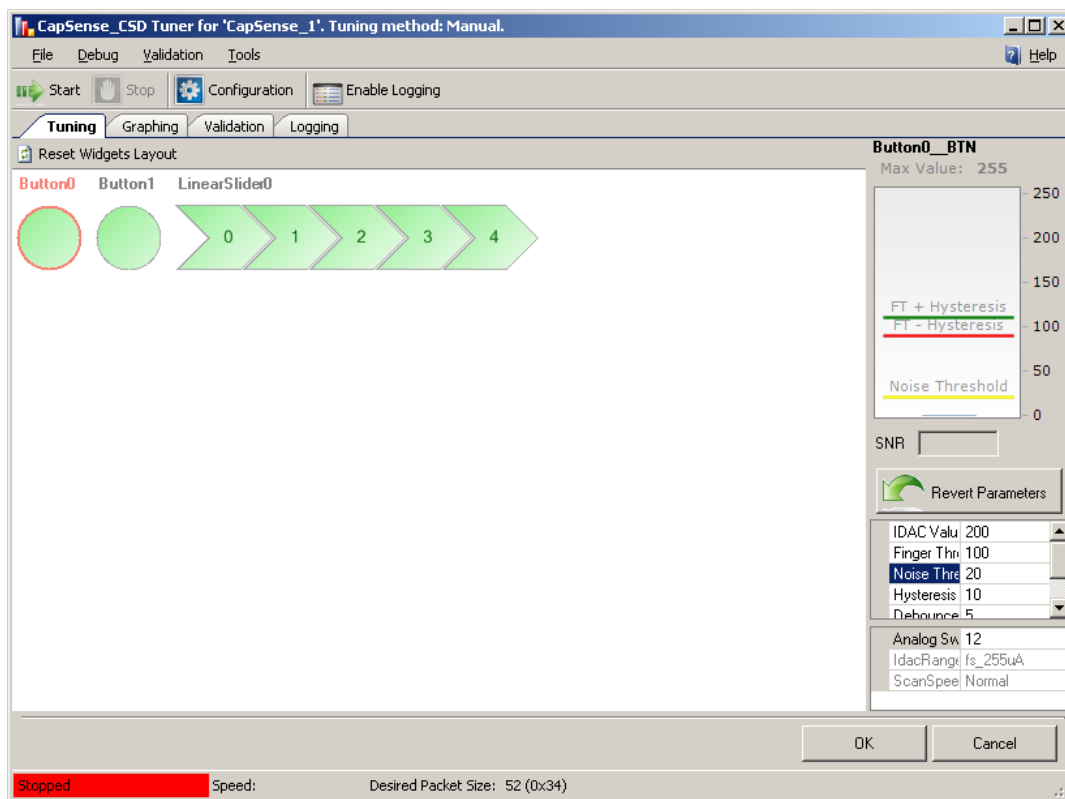 CapSense_CSD Tuner for 'CapSense_1'. Tuning method: Manual.
File Debug Validation Tools Help
Start Stop Configuration Enable Logging
Tuning Graphing Validation Logging
Reset Widgets Layout
Button0 Button1 LinearSlider0
0 1 2 3 4
Button0__BTN
Max Value: 255
250
200
150
FT + Hysteresis
FT - Hysteresis
100
50
Noise Threshold
0
SNR
Revert Parameters
IDAC Valu 200
Finger Thr 100
Noise Thre 20
Hysteresis 10
Debounce 5
Analog Sw 12
IdacRange fs_255uA
ScanSpee Normal
OK Cancel
Stopped Speed: Desired Packet Size: 52 (0x34)